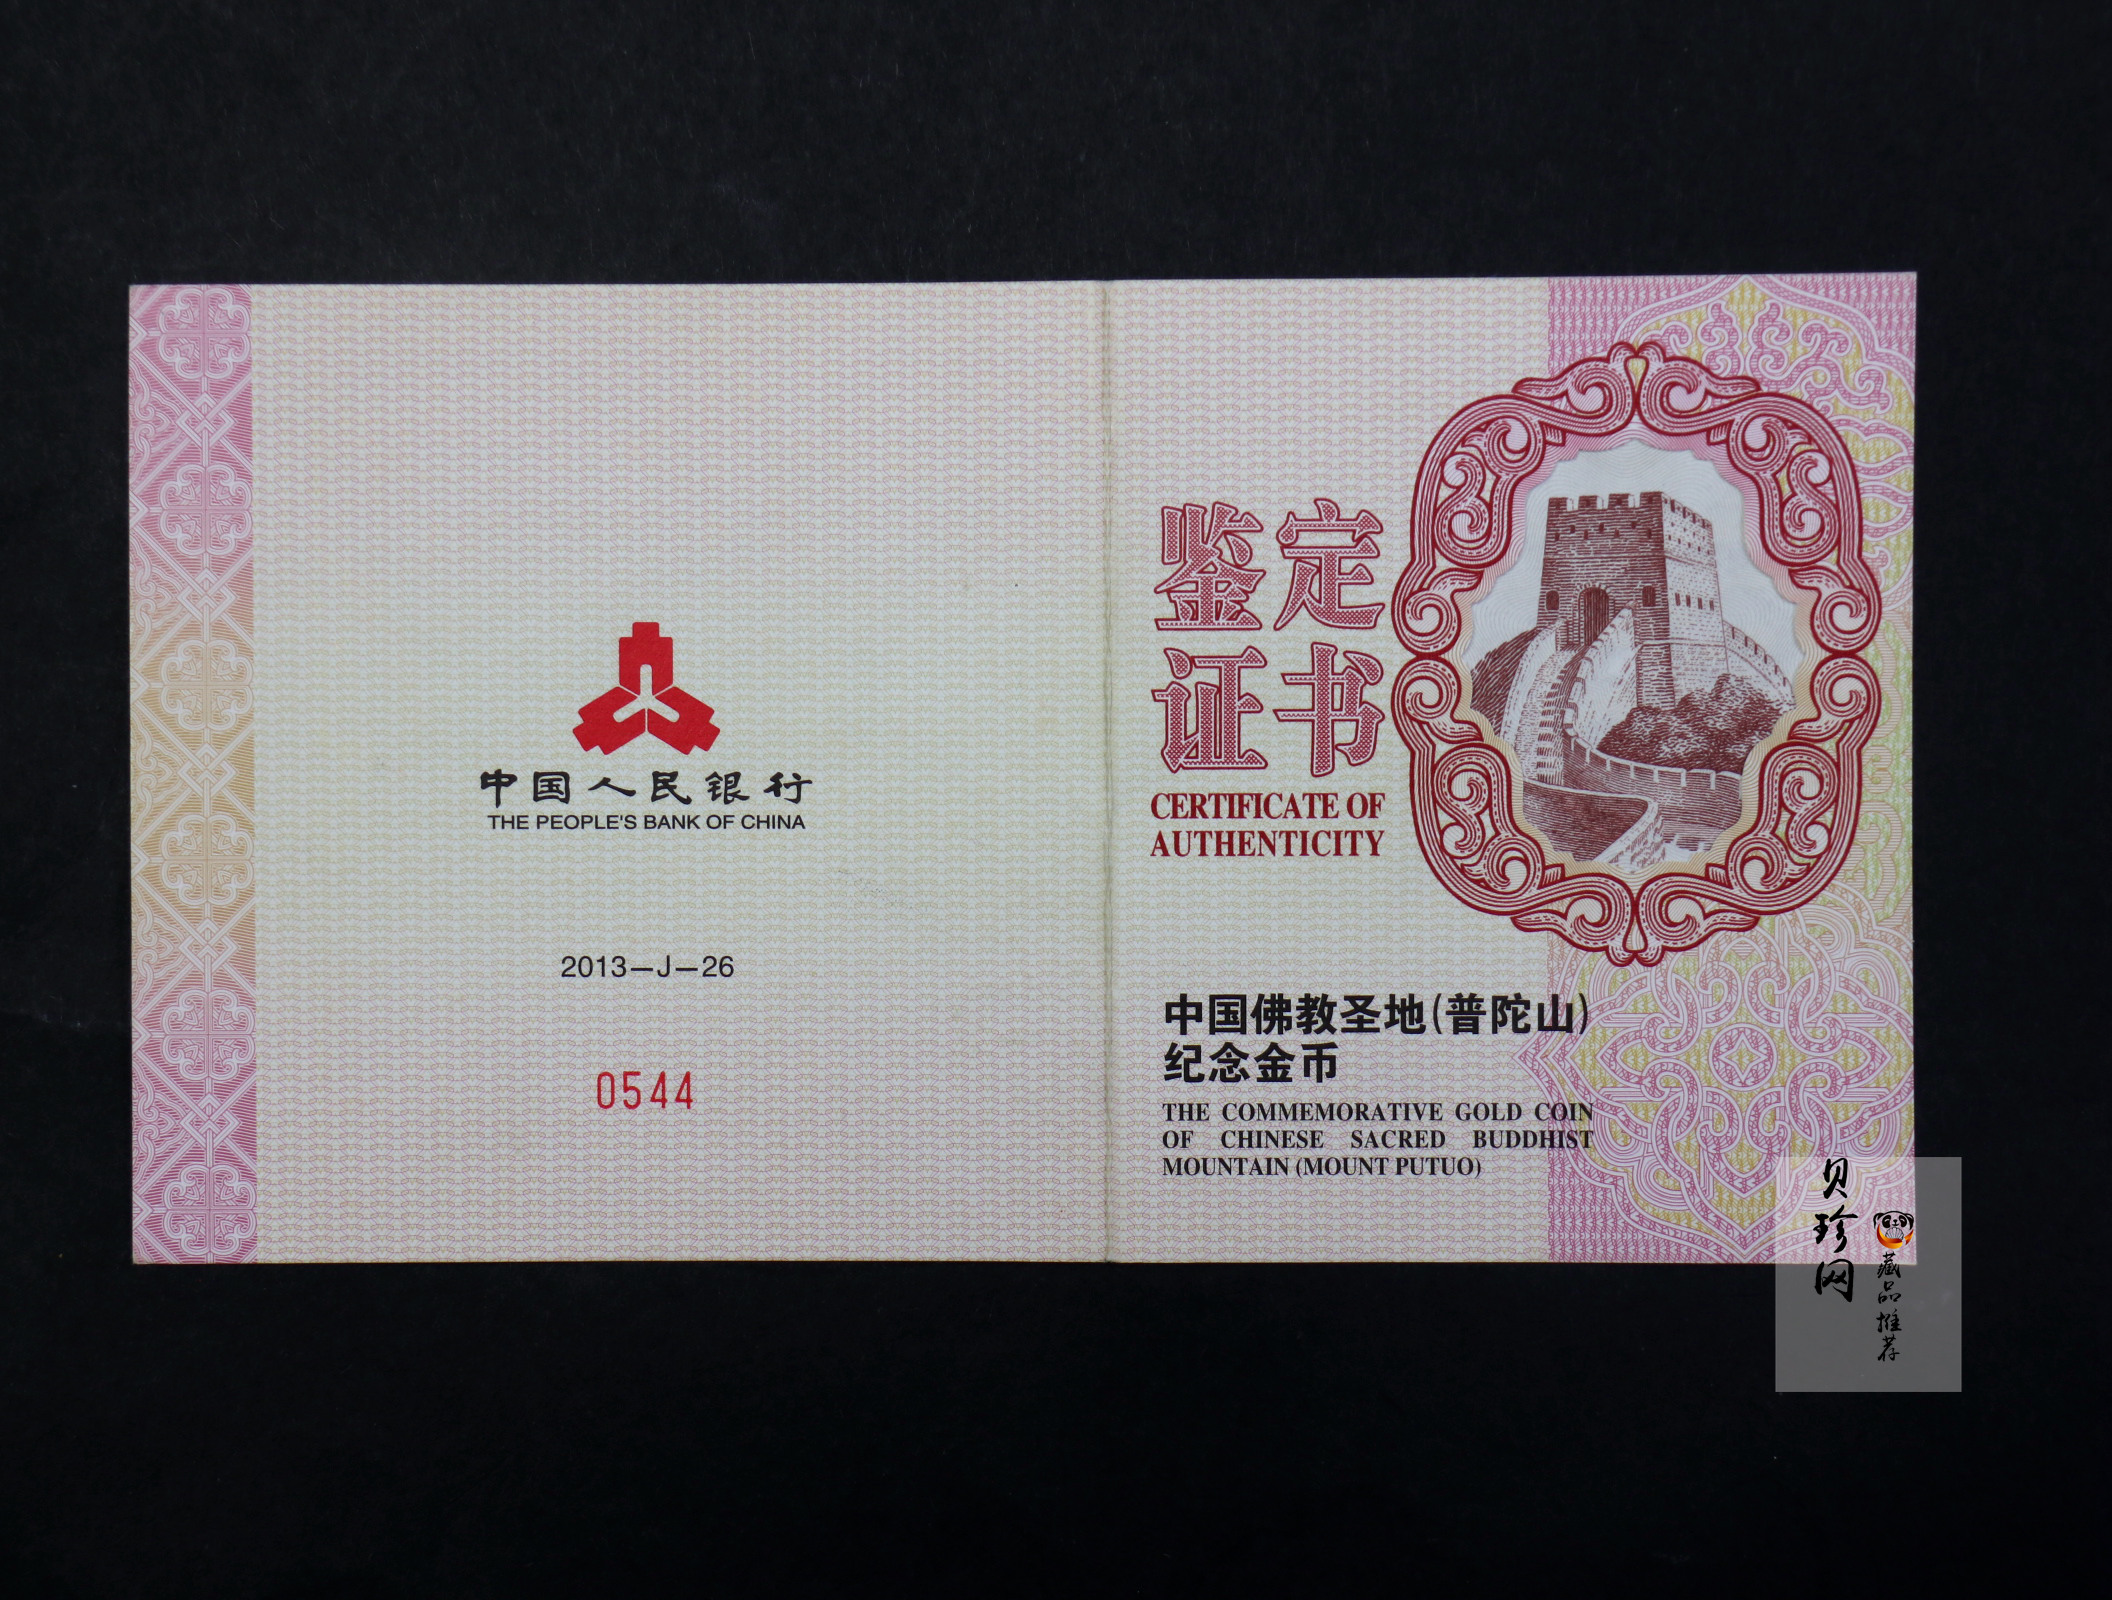 中国人民银行
THE PEOPLE'S BANK OF CHINA
2013—J—26
0544
鉴定
证书
CERTIFICATE OF
AUTHENTICITY
中国佛教圣地(普陀山)
纪念金币
THE COMMEMORATIVE GOLD COIN
OF CHINESE SACRED BUDDHIST
MOUNTAIN (MOUNT PUTUO)
贝珍网
藏品推荐